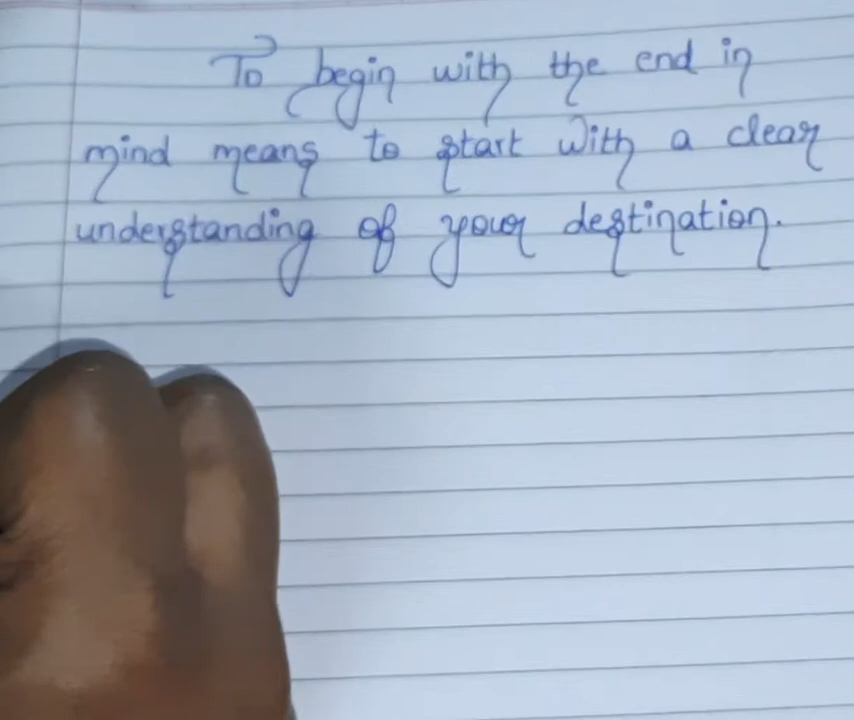 To begin with the end in
mind means to start with a clear
understanding of your destination.